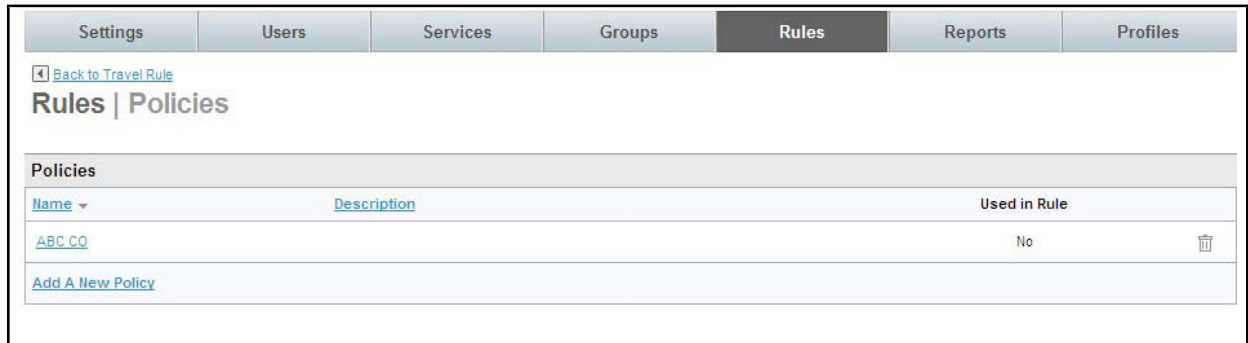 Settings Users Services Groups Rules Reports Profiles
Back to Travel Rule
Rules | Policies
Policies
Name Description Used in Rule
ABC CO No
Add A New Policy